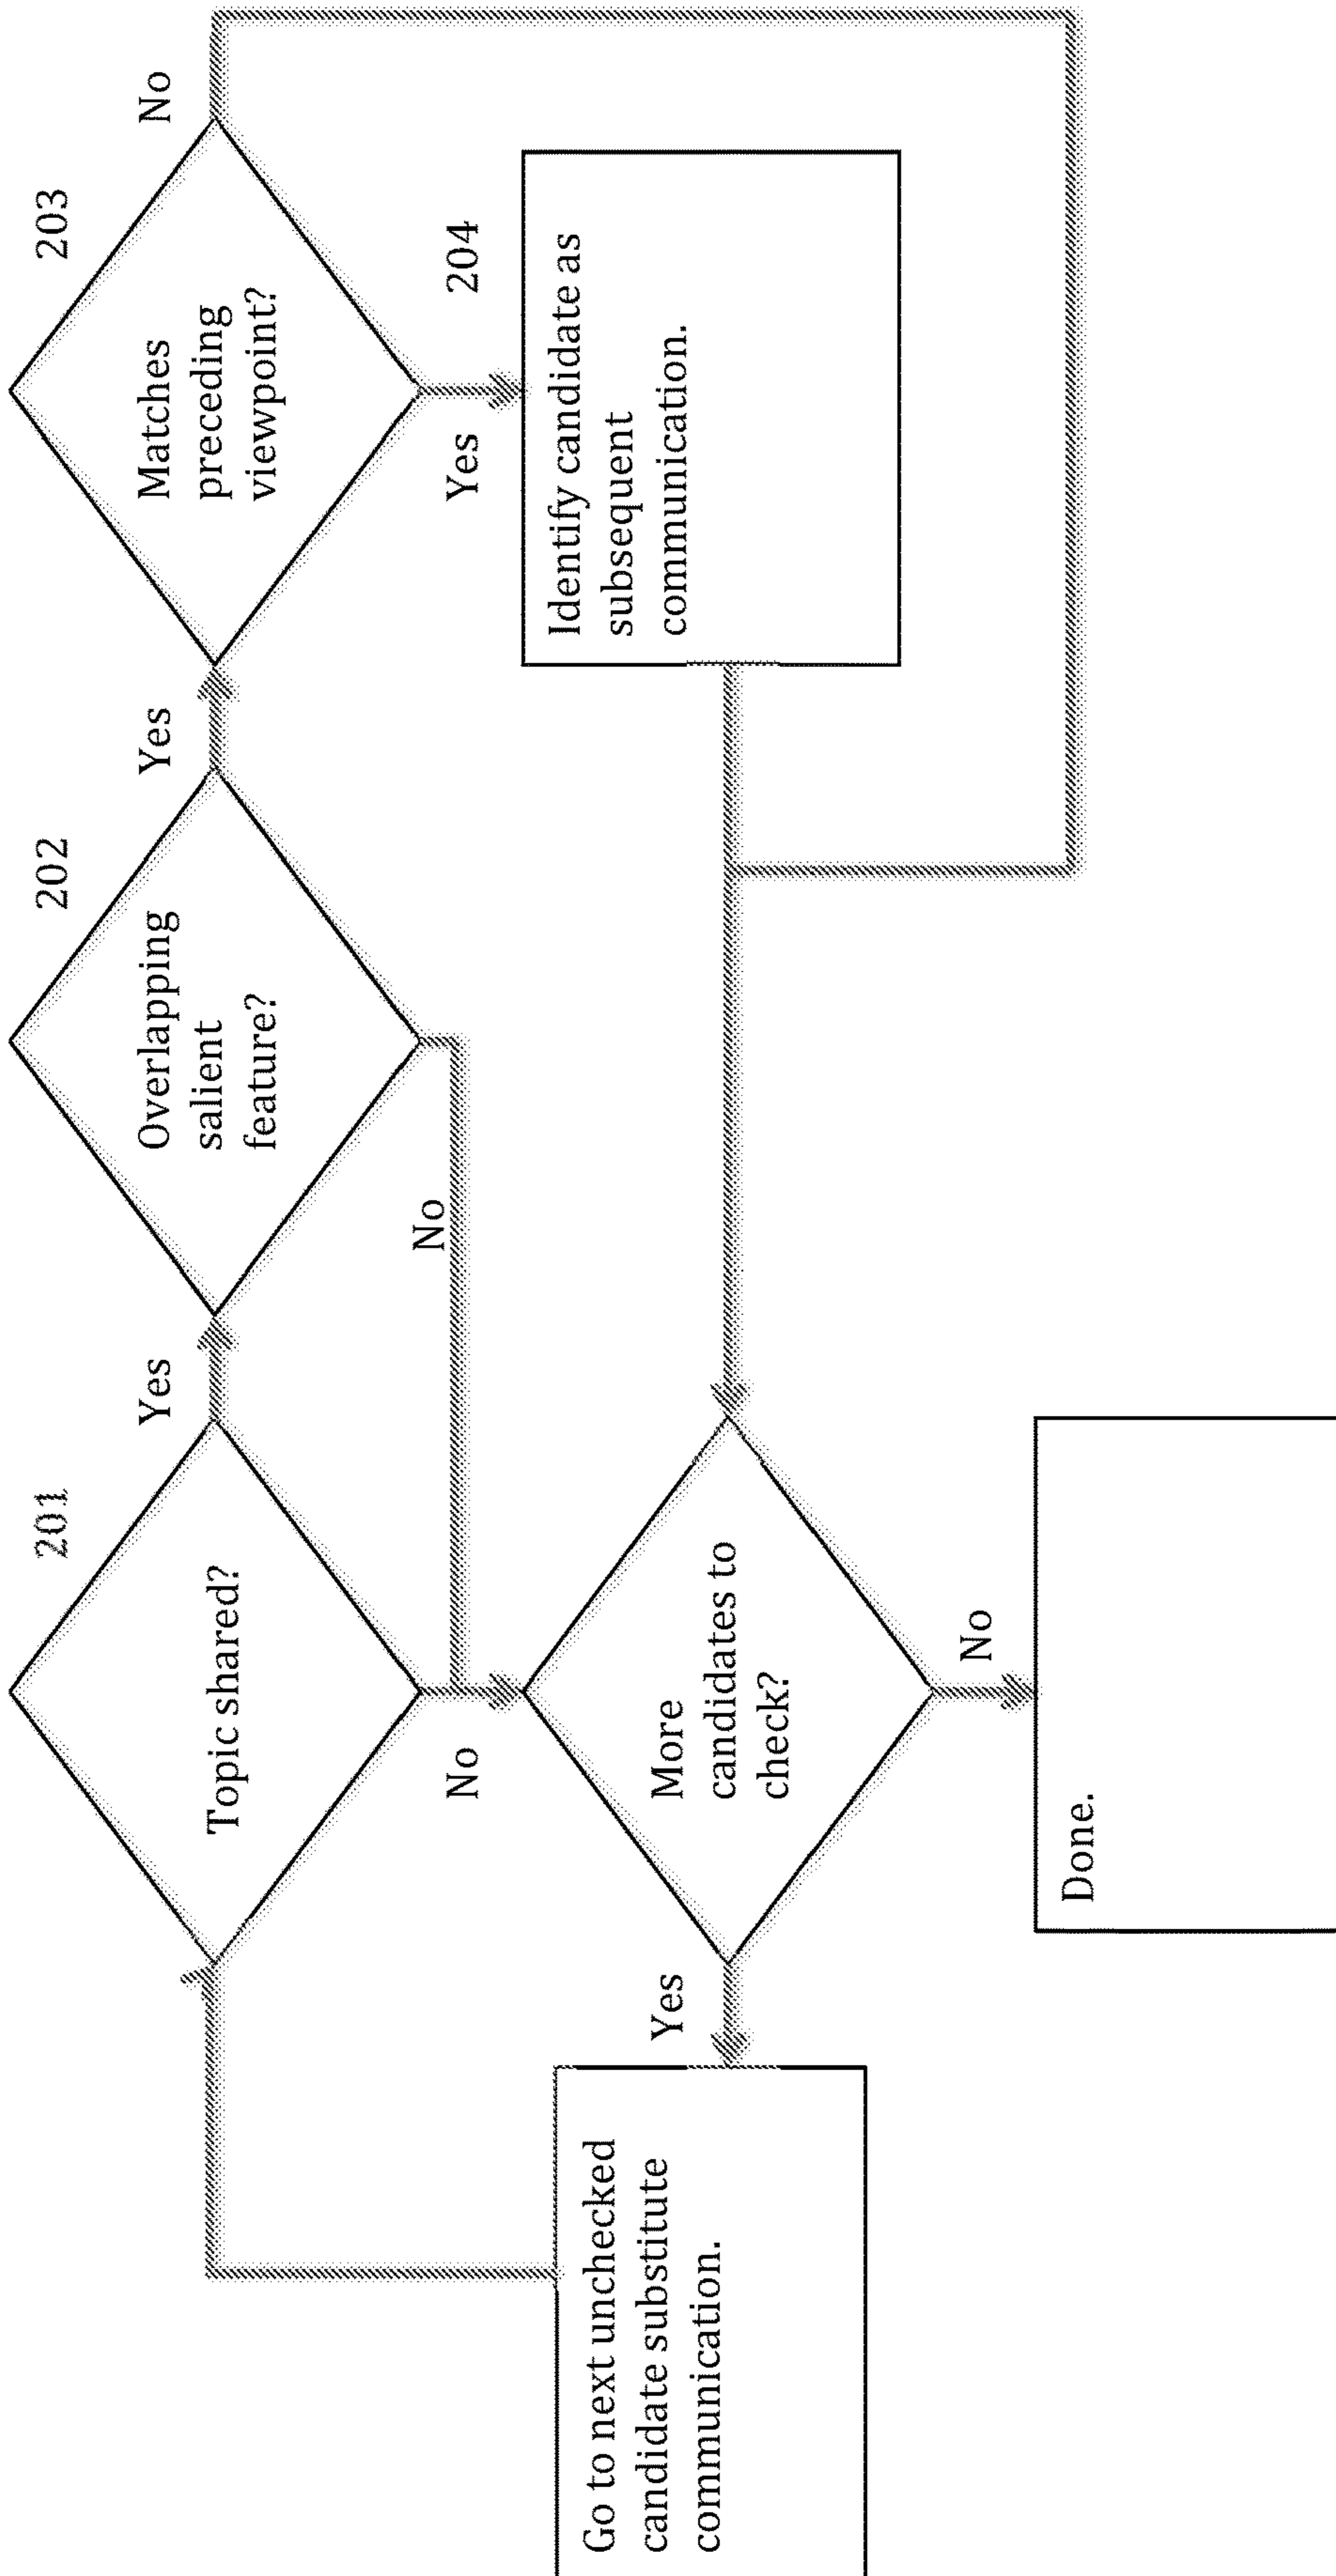 201
202
203
Topic shared?
Yes
Overlapping
salient
feature?
Yes
Matches
preceding
viewpoint?
No
No
No
Yes
204
Go to next unchecked
candidate substitute
communication.
Yes
More
candidates to
check?
Identify candidate as
subsequent
communication.
No
Done.